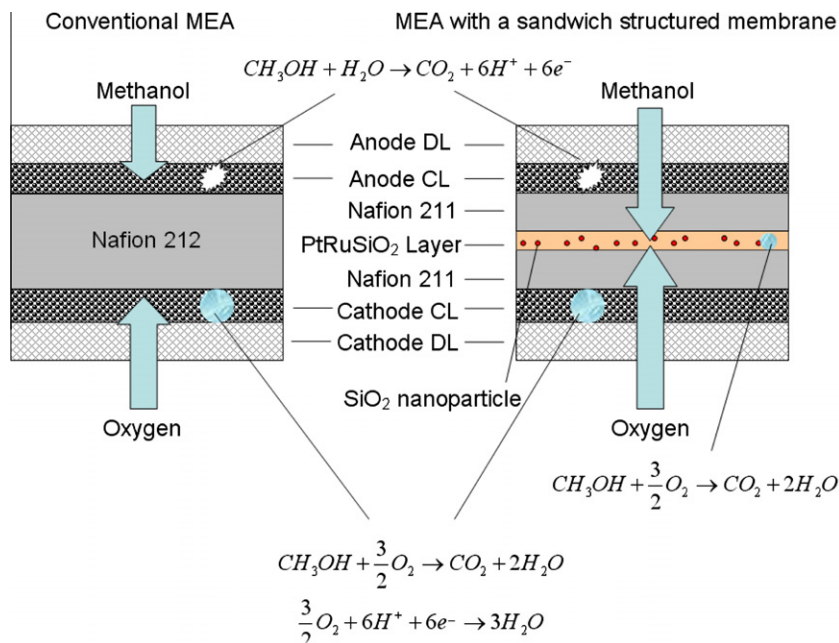 Conventional MEA
MEA with a sandwich structured membrane
CH₃OH + H₂O → CO₂ + 6H⁺ + 6e⁻
Methanol
Methanol
Anode DL
Anode CL
Nafion 211
Nafion 212
PtRuSiO₂ Layer
Nafion 211
Cathode CL
Cathode DL
SiO₂ nanoparticle
Oxygen
Oxygen
CH₃OH + 3/2 O₂ → CO₂ + 2H₂O
CH₃OH + 3/2 O₂ → CO₂ + 2H₂O
3/2 O₂ + 6H⁺ + 6e⁻ → 3H₂O